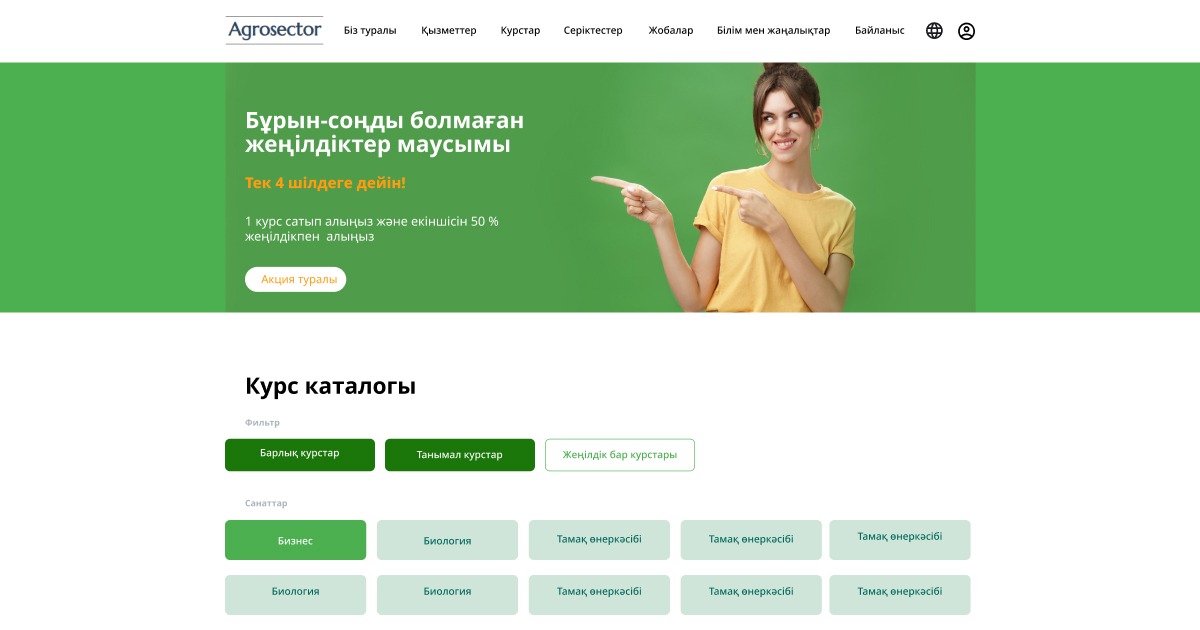 Agrosector
Біз туралы Қызметтер Курстар Серіктестер Жобалар Білім мен жаңалықтар Байланыс
Бұрын-соңды болмаған
жеңілдіктер маусымы
Тек 4 шілдеге дейін!
1 курс сатып алыңыз және екіншісін 50 %
жеңілдікпен алыңыз
Акция туралы
Курс каталогы
Фильтр
Барлық курстар Танымал курстар Жеңілдік бар курстары
Санаттар
Бизнес Биология Тамақ өнеркәсібі Тамақ өнеркәсібі Тамақ өнеркәсібі
Биология Биология Тамақ өнеркәсібі Тамақ өнеркәсібі Тамақ өнеркәсібі